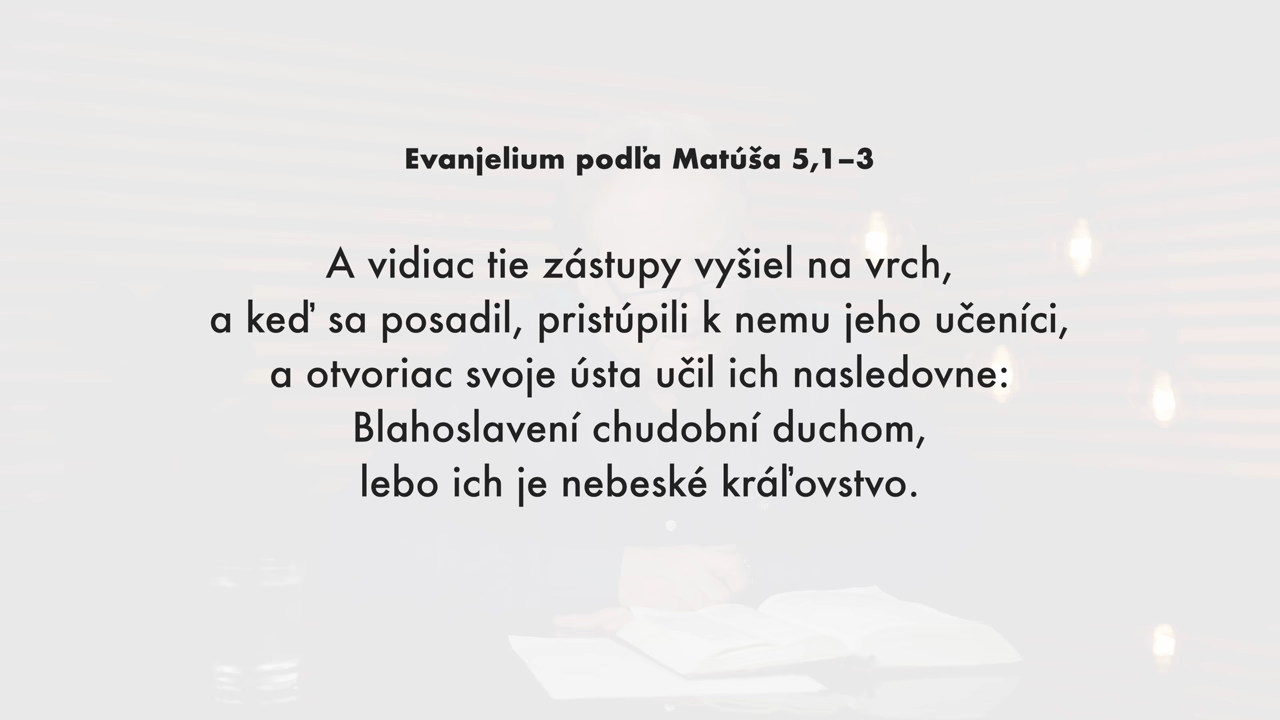 Evanjelium podľa Matúša 5,1–3
A vidiac tie zástupy vyšiel na vrch,
a keď sa posadil, pristúpili k nemu jeho učeníci,
a otvoriac svoje ústa učil ich nasledovne:
Blahoslavení chudobní duchom,
lebo ich je nebeské kráľovstvo.